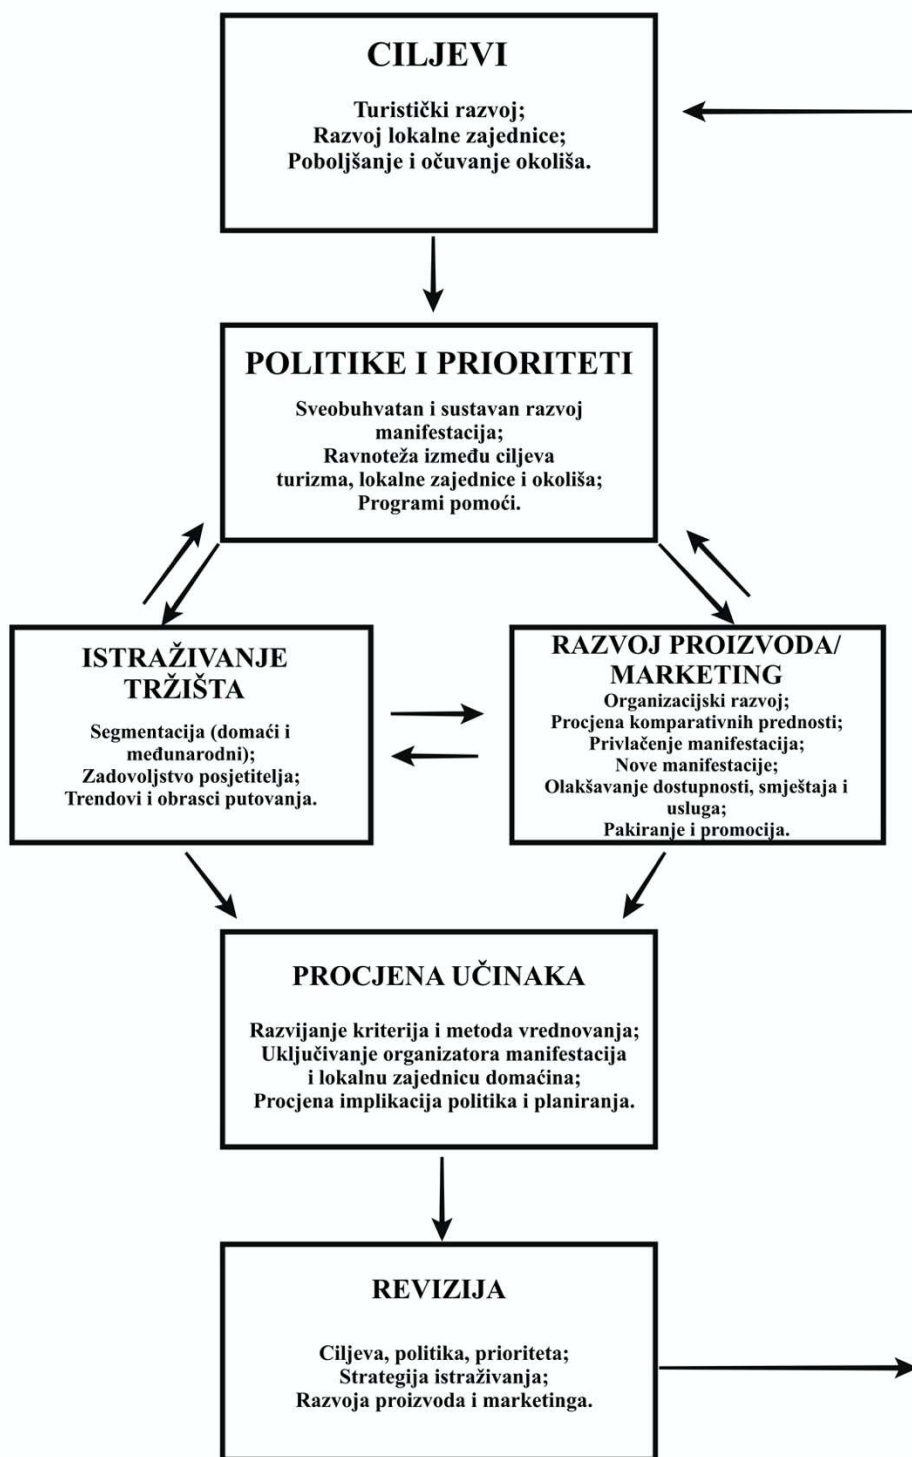 CILJEVI
Turistički razvoj;
Razvoj lokalne zajednice;
Poboljšanje i očuvanje okoliša.
POLITIKE I PRIORITETI
Sveobuhvatan i sustavan razvoj
manifestacija;
Ravnoteža između ciljeva
turizma, lokalne zajednice i okoliša;
Programi pomoći.
ISTRAŽIVANJE
TRŽIŠTA
Segmentacija (domaći i
međunarodni);
Zadovoljstvo posjetitelja;
Trendovi i obrasci putovanja.
RAZVOJ PROIZVODA/
MARKETING
Organizacijski razvoj;
Procjena komparativnih prednosti;
Privlačenje manifestacija;
Nove manifestacije;
Olakšavanje dostupnosti, smještaja i
usluga;
Pakiranje i promocija.
PROCJENA UČINAKA
Razvijanje kriterija i metoda vrednovanja;
Uključivanje organizatora manifestacija
i lokalnu zajednicu domaćina;
Procjena implikacija politika i planiranja.
REVIZIJA
Ciljeva, politika, prioriteta;
Strategija istraživanja;
Razvoja proizvoda i marketinga.